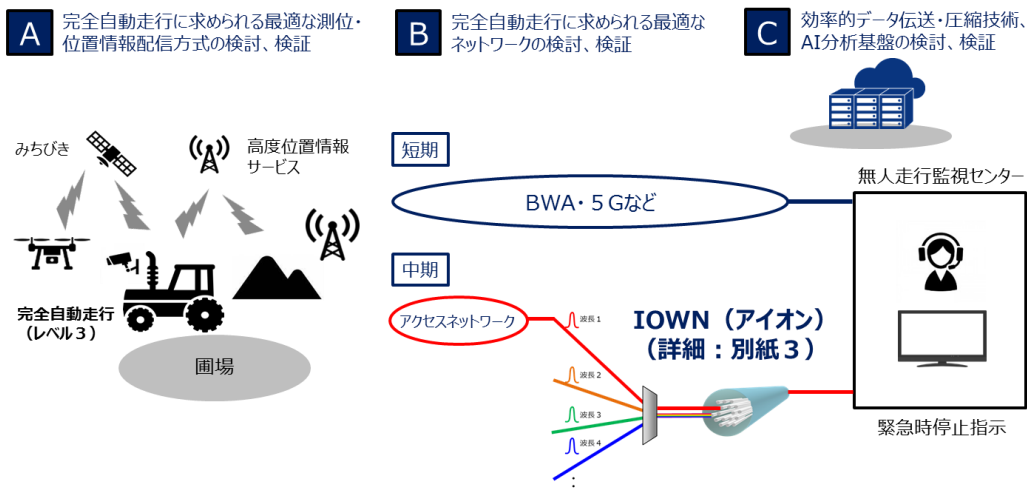 A
完全自動走行に求められる最適な測位・
位置情報配信方式の検討、検証
B
完全自動走行に求められる最適な
ネットワークの検討、検証
C
効率的データ伝送・圧縮技術、
AI分析基盤の検討、検証
みちびき
高度位置情報
サービス
完全自動走行
（レベル３）
圃場
短期
BWA・５Gなど
中期
アクセスネットワーク
波長１
波長２
波長３
波長４
：
IOWN（アイオン）
（詳細：別紙３）
無人走行監視センター
緊急時停止指示